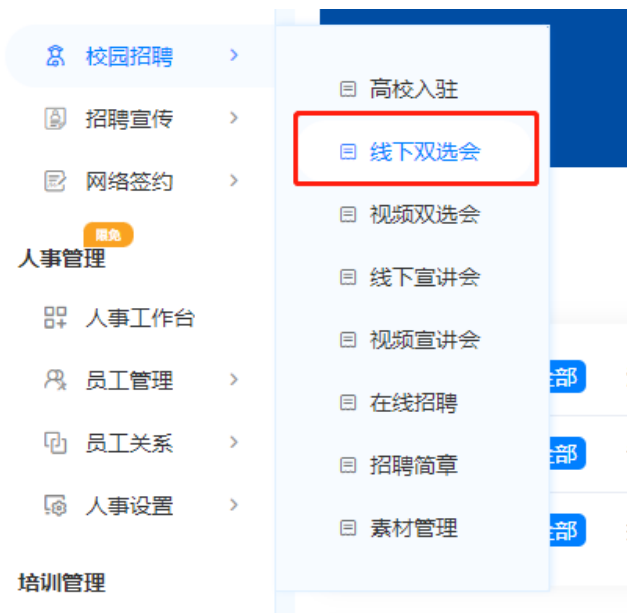 校园招聘
招聘宣传
网络签约
限免
人事管理
人事工作台
员工管理
员工关系
人事设置
培训管理
高校入驻
线下双选会
视频双选会
线下宣讲会
视频宣讲会
在线招聘
招聘简章
素材管理
部
部
部